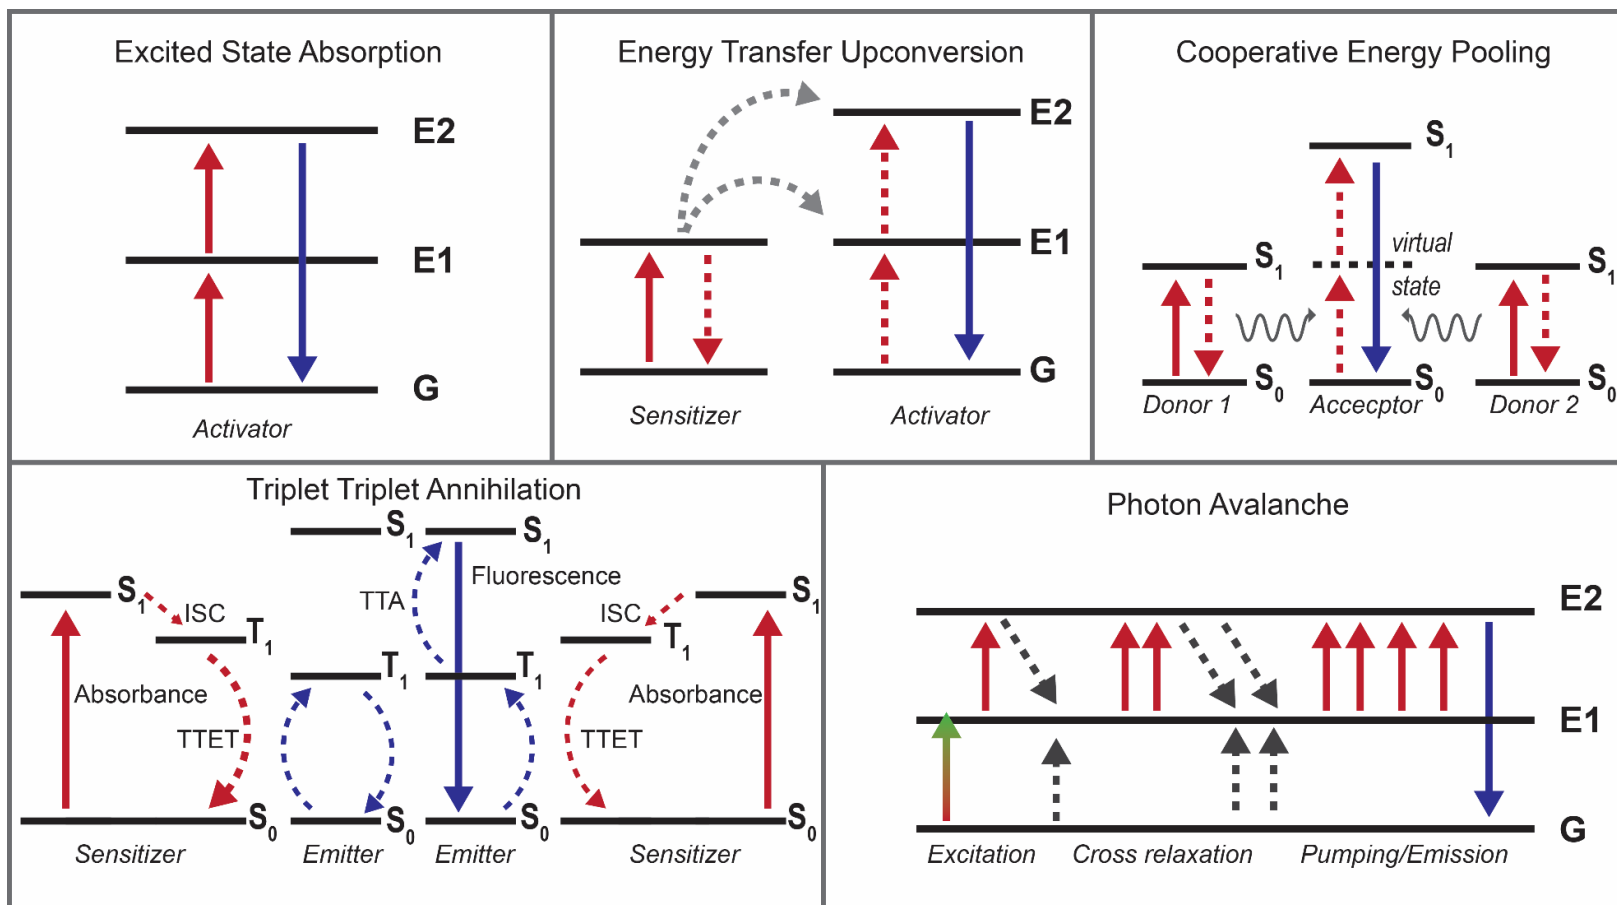 Excited State Absorption
E2
E1
G
Activator
Energy Transfer Upconversion
E2
E1
G
Sensitizer
Activator
Cooperative Energy Pooling
S1
virtual
S1
S1
state
S0
S0
S0
Donor 1
Accecptor
Donor 2
Triplet Triplet Annihilation
S1
S1
Fluorescence
S1
ISC
TTA
ISC
S1
T1
T1
T1
T1
Absorbance
Absorbance
TTET
TTET
S0
S0
S0
S0
Sensitizer
Emitter
Emitter
Sensitizer
Photon Avalanche
E2
E1
G
Excitation
Cross relaxation
Pumping/Emission